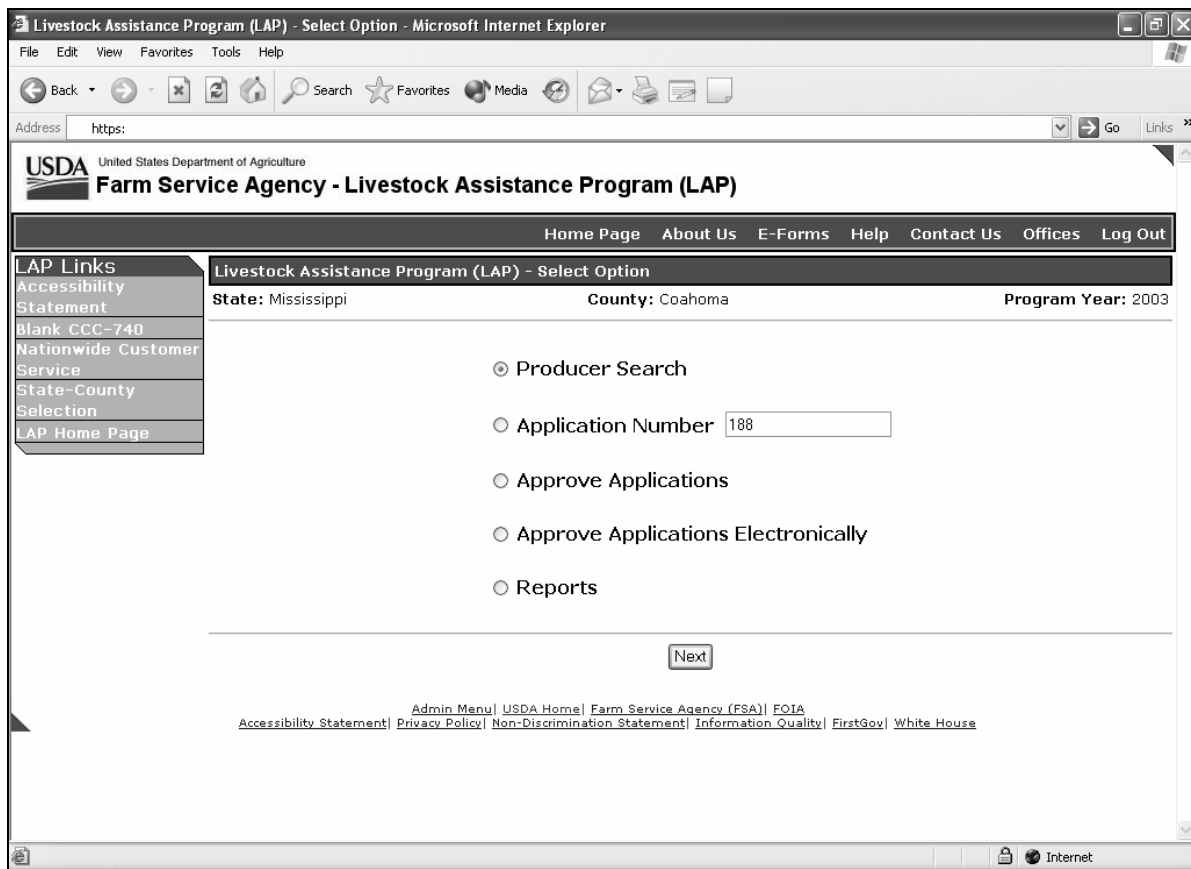 Livestock Assistance Program (LAP) - Select Option - Microsoft Internet Explorer
File Edit View Favorites Tools Help
Back Search Favorites Media
Address https: Go Links »
USDA United States Department of Agriculture
Farm Service Agency - Livestock Assistance Program (LAP)
Home Page About Us E-Forms Help Contact Us Offices Log Out
LAP Links
Accessibility
Statement
Blank CCC-740
Nationwide Customer
Service
State-County
Selection
LAP Home Page
Livestock Assistance Program (LAP) - Select Option
State: Mississippi County: Coahoma Program Year: 2003
Producer Search
Application Number 188
Approve Applications
Approve Applications Electronically
Reports
Next
Admin Menu| USDA Home| Farm Service Agency (FSA)| FOIA
Accessibility Statement| Privacy Policy| Non-Discrimination Statement| Information Quality| FirstGov| White House
Internet